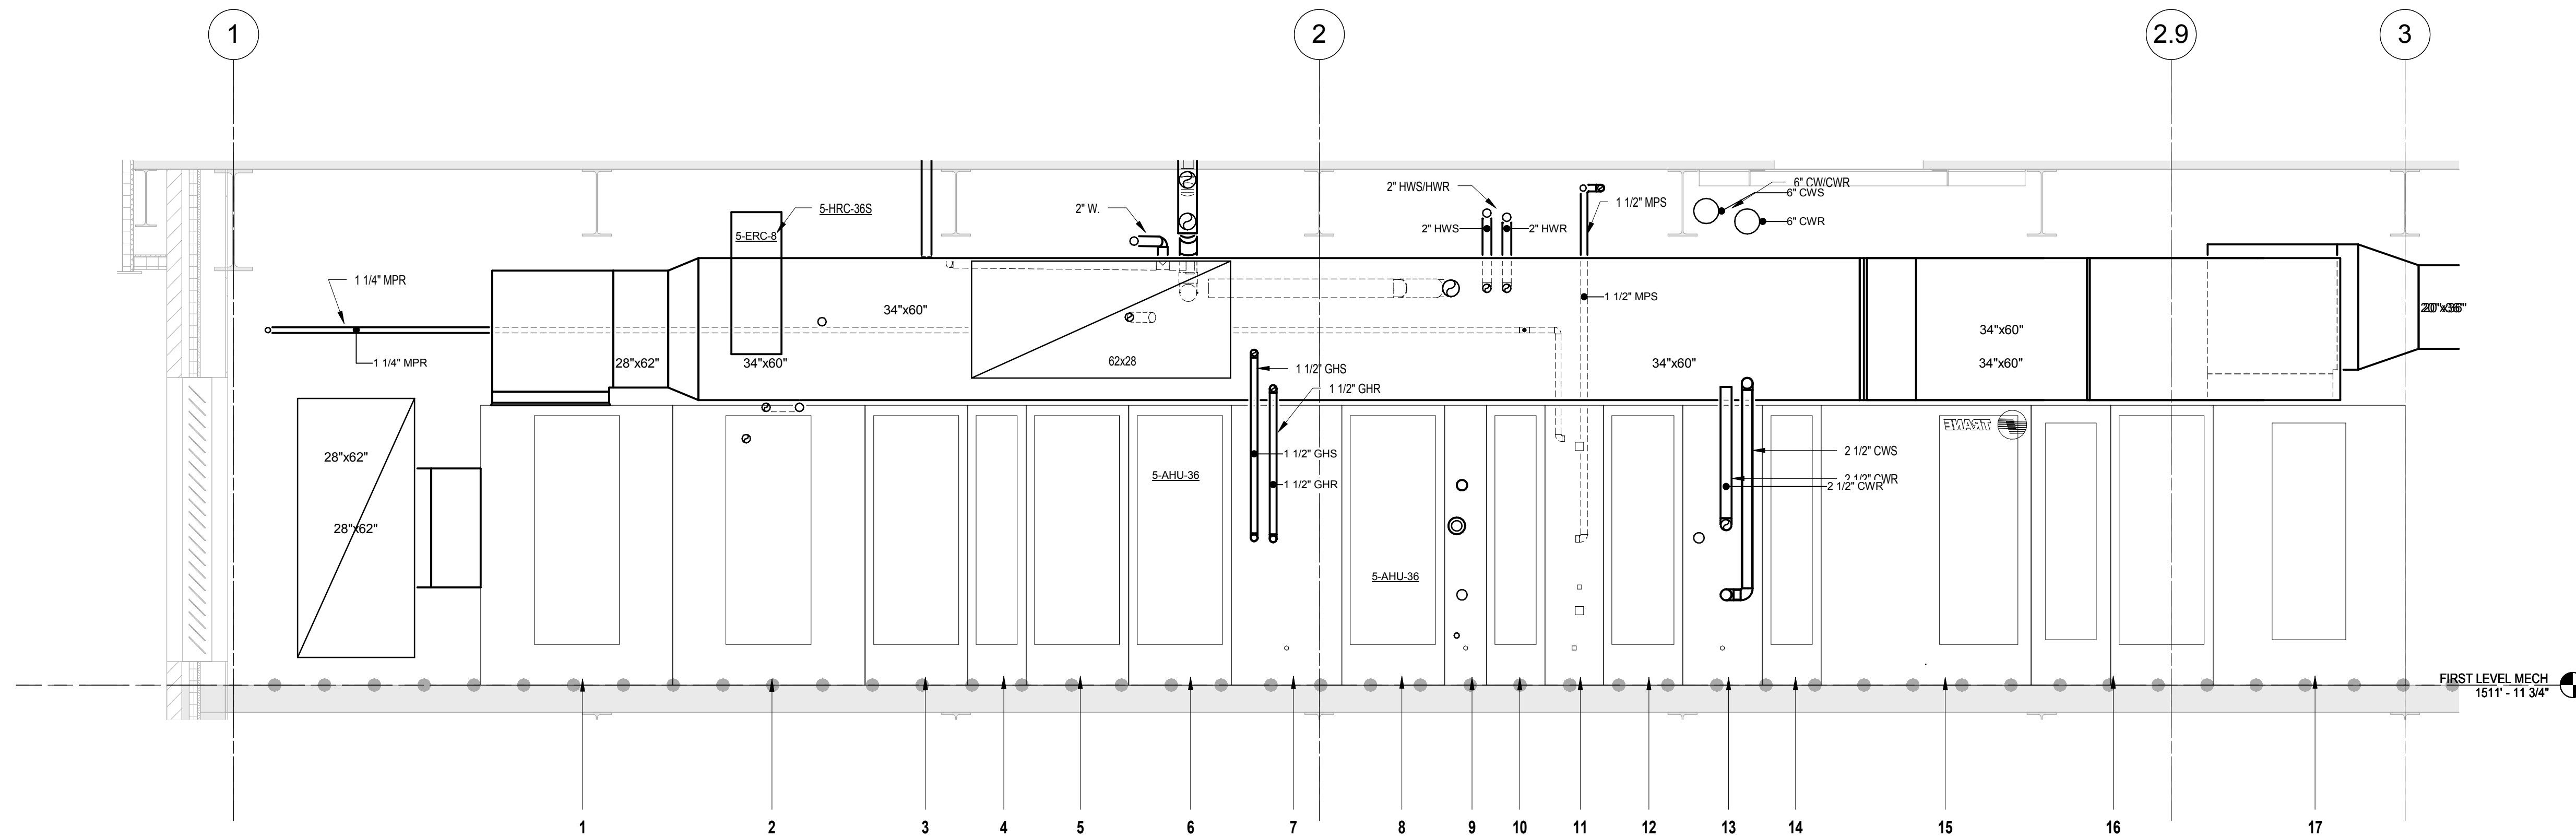 1
2
2.9
3
5-HRC-36S
5-ERC-8
2" W.
2" HWS/HWR
2" HWS
2" HWR
1 1/2" MPS
6" CW/CWR
6" CWS
6" CWR
1 1/4" MPR
1 1/4" MPR
28"x62"
34"x60"
34"x60"
62x28
1 1/2" MPS
34"x60"
34"x60"
34"x60"
20"x36"
1 1/2" GHS
1 1/2" GHR
28"x62"
28"x62"
5-AHU-36
1 1/2" GHS
1 1/2" GHR
5-AHU-36
TRANE
2 1/2" CWS
2 1/2" CWR
2 1/2" CWR
FIRST LEVEL MECH
1511' - 11 3/4"
1
2
3
4
5
6
7
8
9
10
11
12
13
14
15
16
17